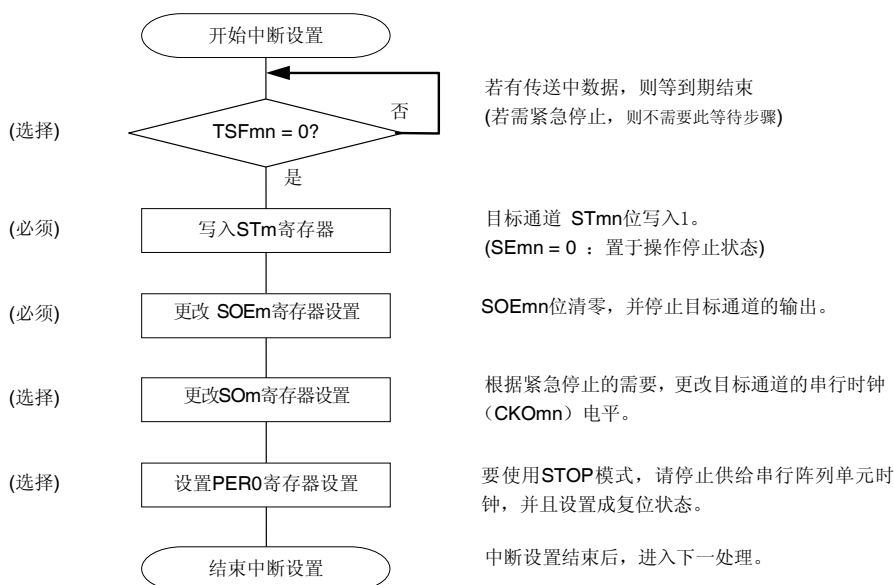 开始中断设置
若有传送中数据，则等到期结束
否
(选择)
TSFmn = 0?
(若需紧急停止，则不需要此等待步骤)
是
(必须)
写入STm寄存器
目标通道 STmn位写入1。
(SEmn = 0 ：置于操作停止状态)
(必须)
更改 SOEm寄存器设置
SOEmn位清零，并停止目标通道的输出。
(选择)
更改SOm寄存器设置
根据紧急停止的需要，更改目标通道的串行时钟
（CKOmn）电平。
(选择)
设置PER0寄存器设置
要使用STOP模式，请停止供给串行阵列单元时
钟，并且设置成复位状态。
结束中断设置
中断设置结束后，进入下一处理。